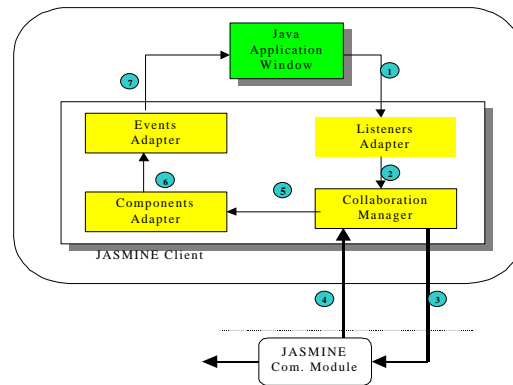 Java
Application
Window
7
1
Events
Adapter
Listeners
Adapter
6
5
2
Components
Adapter
Collaboration
Manager
JASMINE Client
4
3
JASMINE
Com. Module